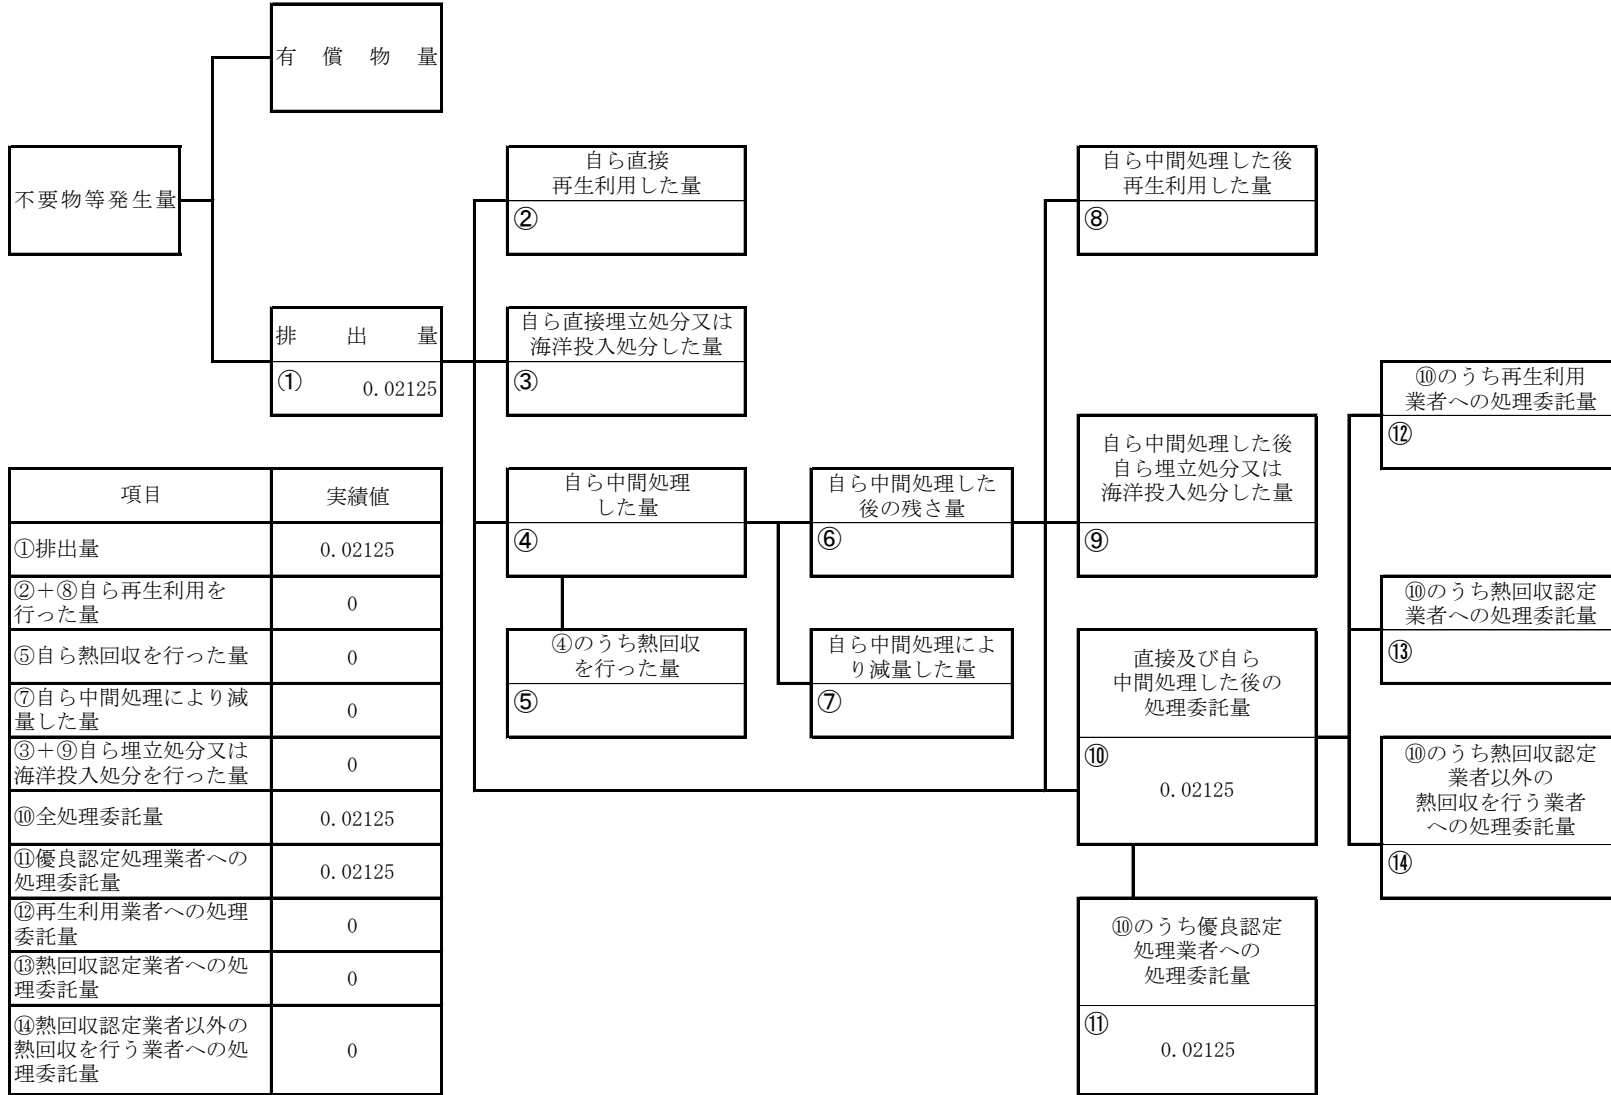 有償物量
不要物等発生量
排出量
① 0.02125
自ら直接
再生利用した量
②
自ら直接埋立処分又は
海洋投入処分した量
③
自ら中間処理
した量
④
④のうち熱回収
を行った量
⑤
自ら中間処理した
後の残さ量
⑥
自ら中間処理によ
り減量した量
⑦
自ら中間処理した後
再生利用した量
⑧
自ら中間処理した後
自ら埋立処分又は
海洋投入処分した量
⑨
直接及び自ら
中間処理した後の
処理委託量
⑩
0.02125
⑩のうち優良認定
処理業者への
処理委託量
⑪
0.02125
⑩のうち再生利用
業者への処理委託量
⑫
⑩のうち熱回収認定
業者への処理委託量
⑬
⑩のうち熱回収認定
業者以外の
熱回収を行う業者
への処理委託量
⑭
項目 実績値
①排出量 0.02125
②＋⑧自ら再生利用を
行った量 0
⑤自ら熱回収を行った量 0
⑦自ら中間処理により減
量した量 0
③＋⑨自ら埋立処分又は
海洋投入処分を行った量 0
⑩全処理委託量 0.02125
⑪優良認定処理業者への
処理委託量 0.02125
⑫再生利用業者への処理
委託量 0
⑬熱回収認定業者への処
理委託量 0
⑭熱回収認定業者以外の
熱回収を行う業者への処
理委託量 0